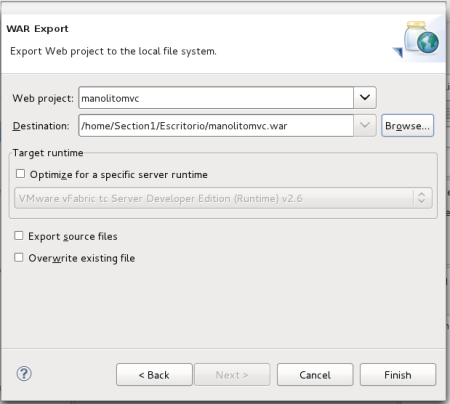 WAR Export
Export Web project to the local file system.
Web project: manolitomvc
Destination: /home/Section1/Escritorio/manolitomvc.war Browse...
Target runtime
Optimize for a specific server runtime
VMware vFabric tc Server Developer Edition (Runtime) v2.6
Export source files
Overwrite existing file
? < Back Next > Cancel Finish